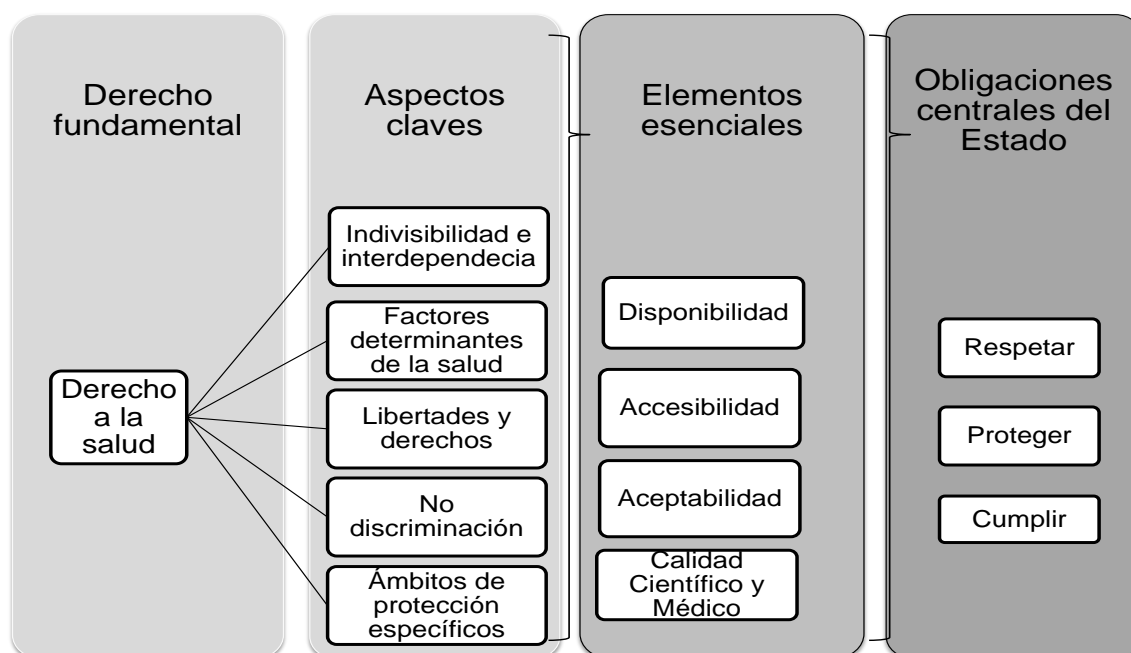 Derecho
fundamental
Derecho
a la
salud
Aspectos
claves
Indivisibilidad e
interdependecia
Factores
determinantes
de la salud
Libertades y
derechos
No
discriminación
Ámbitos de
protección
específicos
Elementos
esenciales
Disponibilidad
Accesibilidad
Aceptabilidad
Calidad
Científico y
Médico
Obligaciones
centrales del
Estado
Respetar
Proteger
Cumplir